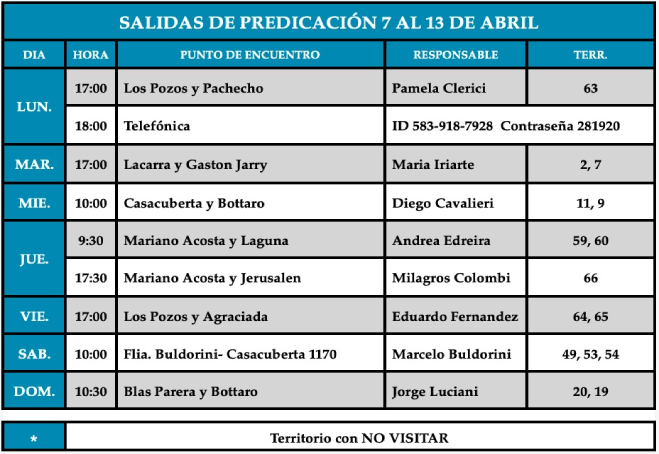 SALIDAS DE PREDICACIÓN 7 AL 13 DE ABRIL
DIA HORA PUNTO DE ENCUENTRO RESPONSABLE TERR.
LUN.
17:00 Los Pozos y Pachecho Pamela Clerici 63
18:00 Telefónica ID 583-918-7928 Contraseña 281920
MAR. 17:00 Lacarra y Gaston Jarry Maria Iriarte 2, 7
MIE. 10:00 Casacuberta y Bottaro Diego Cavalieri 11, 9
JUE.
9:30 Mariano Acosta y Laguna Andrea Edreira 59, 60
17:30 Mariano Acosta y Jerusalen Milagros Colombi 66
VIE. 17:00 Los Pozos y Agraciada Eduardo Fernandez 64, 65
SAB. 10:00 Flia. Buldorini- Casacuberta 1170 Marcelo Buldorini 49, 53, 54
DOM. 10:30 Blas Parera y Bottaro Jorge Luciani 20, 19
* Territorio con NO VISITAR